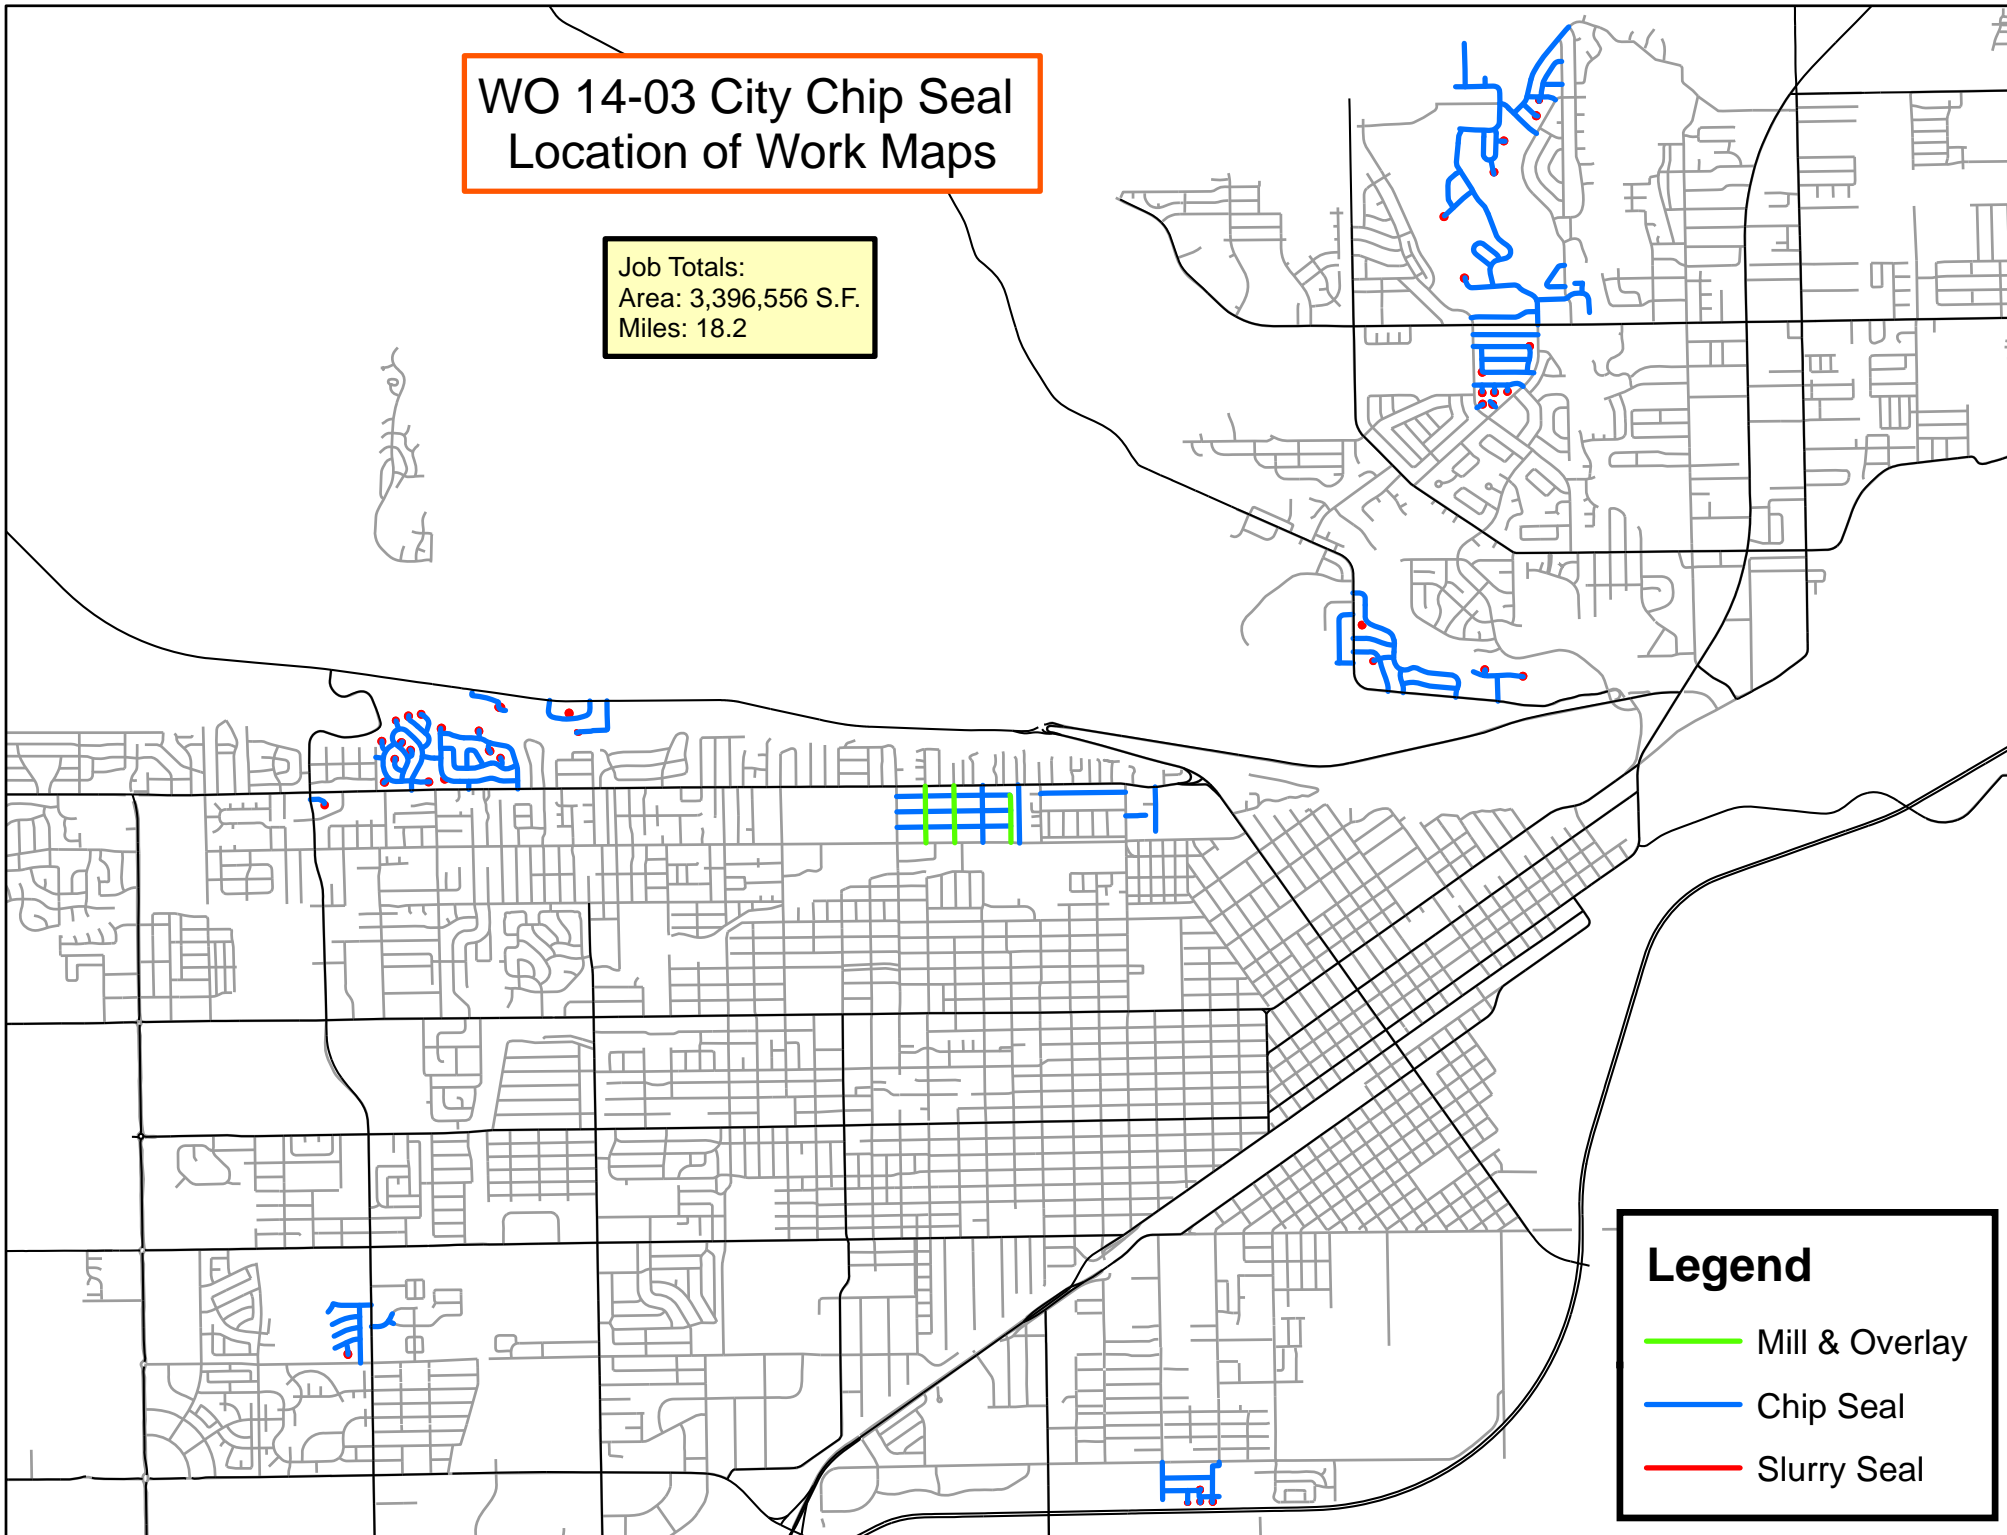 WO 14-03 City Chip Seal
Location of Work Maps
Job Totals:
Area: 3,396,556 S.F.
Miles: 18.2
Legend
Mill & Overlay
Chip Seal
Slurry Seal